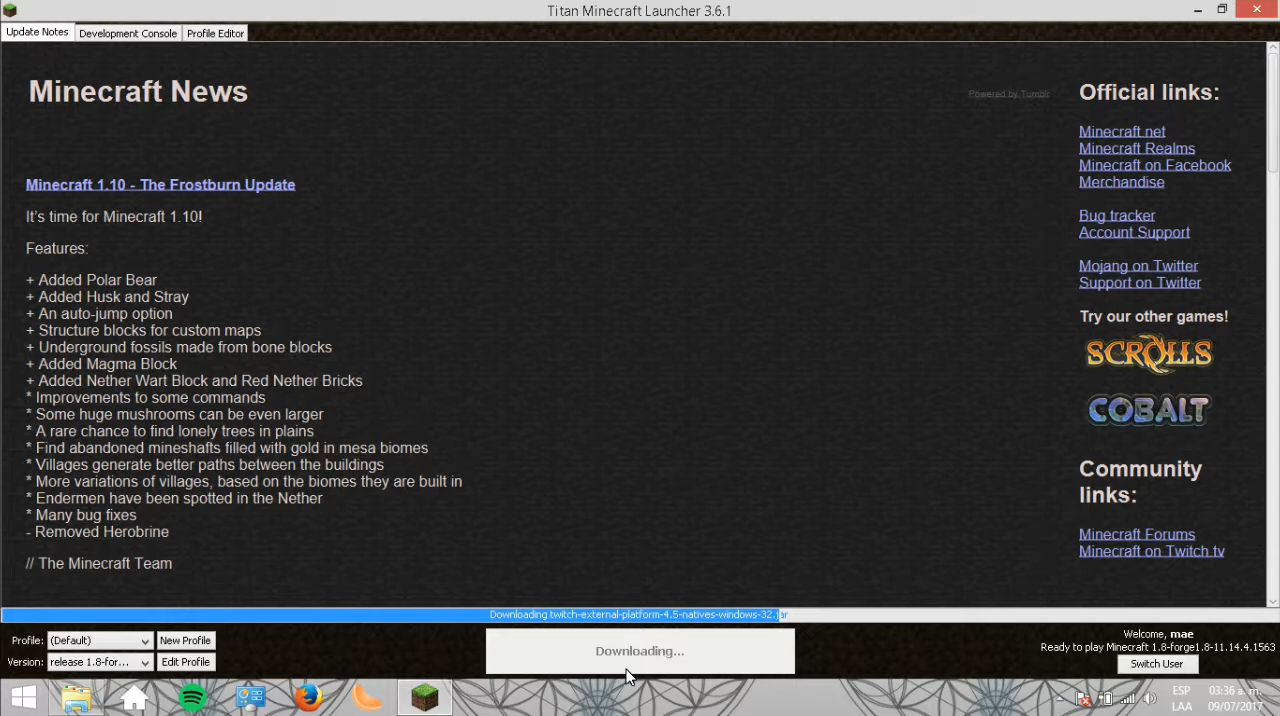 Titan Minecraft Launcher 3.6.1
Update Notes
Development Console
Profile Editor
Minecraft News
Powered by Tumblr
Minecraft 1.10 - The Frostburn Update
It's time for Minecraft 1.10!
Features:
+ Added Polar Bear
+ Added Husk and Stray
+ An auto-jump option
+ Structure blocks for custom maps
+ Underground fossils made from bone blocks
+ Added Magma Block
+ Added Nether Wart Block and Red Nether Bricks
* Improvements to some commands
* Some huge mushrooms can be even larger
* A rare chance to find lonely trees in plains
* Find abandoned mineshafts filled with gold in mesa biomes
* Villages generate better paths between the buildings
* More variations of villages, based on the biomes they are built in
* Endermen have been spotted in the Nether
* Many bug fixes
- Removed Herobrine
// The Minecraft Team
Official links:
Minecraft.net
Minecraft Realms
Minecraft on Facebook
Merchandise
Bug tracker
Account Support
Mojang on Twitter
Support on Twitter
Try our other games!
SCROLLS
COBALT
Community
links:
Minecraft Forums
Minecraft on Twitch tv
Downloading twitch-external-platform-4.5-natives-windows-32.jar
Profile: (Default)
New Profile
Version: release 1.8-for...
Edit Profile
Downloading...
Welcome, mae
Ready to play Minecraft 1.8-forge1.8-11.14.4.1563
Switch User
ESP
LAA
03:36 a. m.
09/07/2017